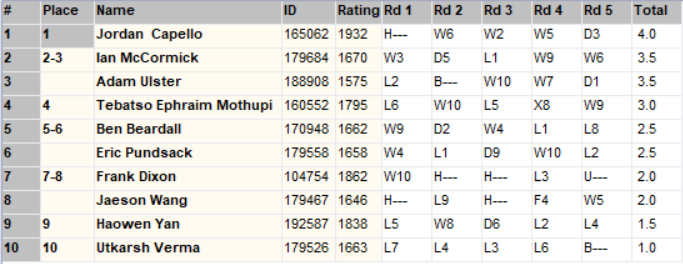 # Place Name ID Rating Rd 1 Rd 2 Rd 3 Rd 4 Rd 5 Total
1 1 Jordan Capello 165062 1932 H--- W6 W2 W5 D3 4.0
2 2-3 Ian McCormick 179684 1670 W3 D5 L1 W9 W6 3.5
3 Adam Ulster 188908 1575 L2 B--- W10 W7 D1 3.5
4 4 Tebatso Ephraim Mothupi 160552 1795 L6 W10 L5 X8 W9 3.0
5 5-6 Ben Beardall 170948 1662 W9 D2 W4 L1 L8 2.5
6 Eric Pundsack 179558 1658 W4 L1 D9 W10 L2 2.5
7 7-8 Frank Dixon 104754 1862 W10 H--- H--- L3 U--- 2.0
8 Jaeson Wang 179467 1646 H--- L9 H--- F4 W5 2.0
9 9 Haowen Yan 192587 1838 L5 W8 D6 L2 L4 1.5
10 10 Utkarsh Verma 179526 1663 L7 L4 L3 L6 B--- 1.0